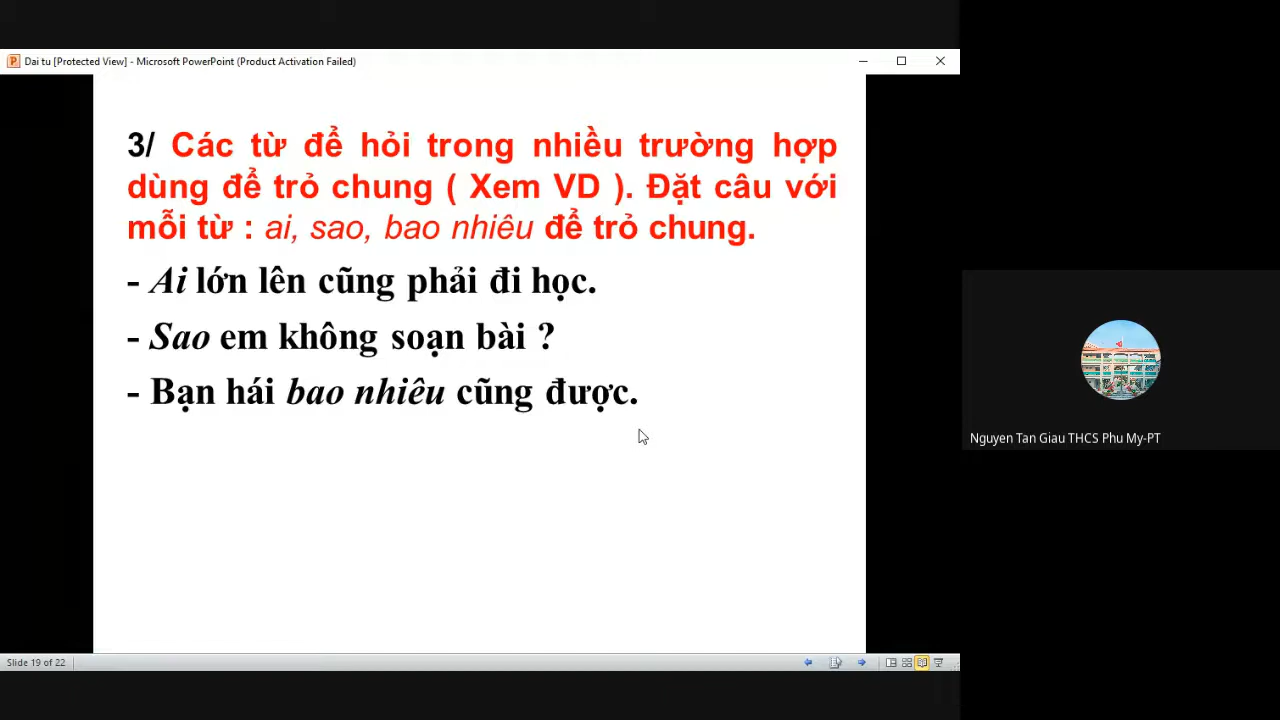 Dai tu [Protected View] - Microsoft PowerPoint (Product Activation Failed)
3/ Các từ để hỏi trong nhiều trường hợp
dùng để trỏ chung ( Xem VD ). Đặt câu với
mỗi từ : ai, sao, bao nhiêu để trỏ chung.
- Ai lớn lên cũng phải đi học.
- Sao em không soạn bài ?
- Bạn hái bao nhiêu cũng được.
Nguyen Tan Giau THCS Phu My-PT
Slide 19 of 22